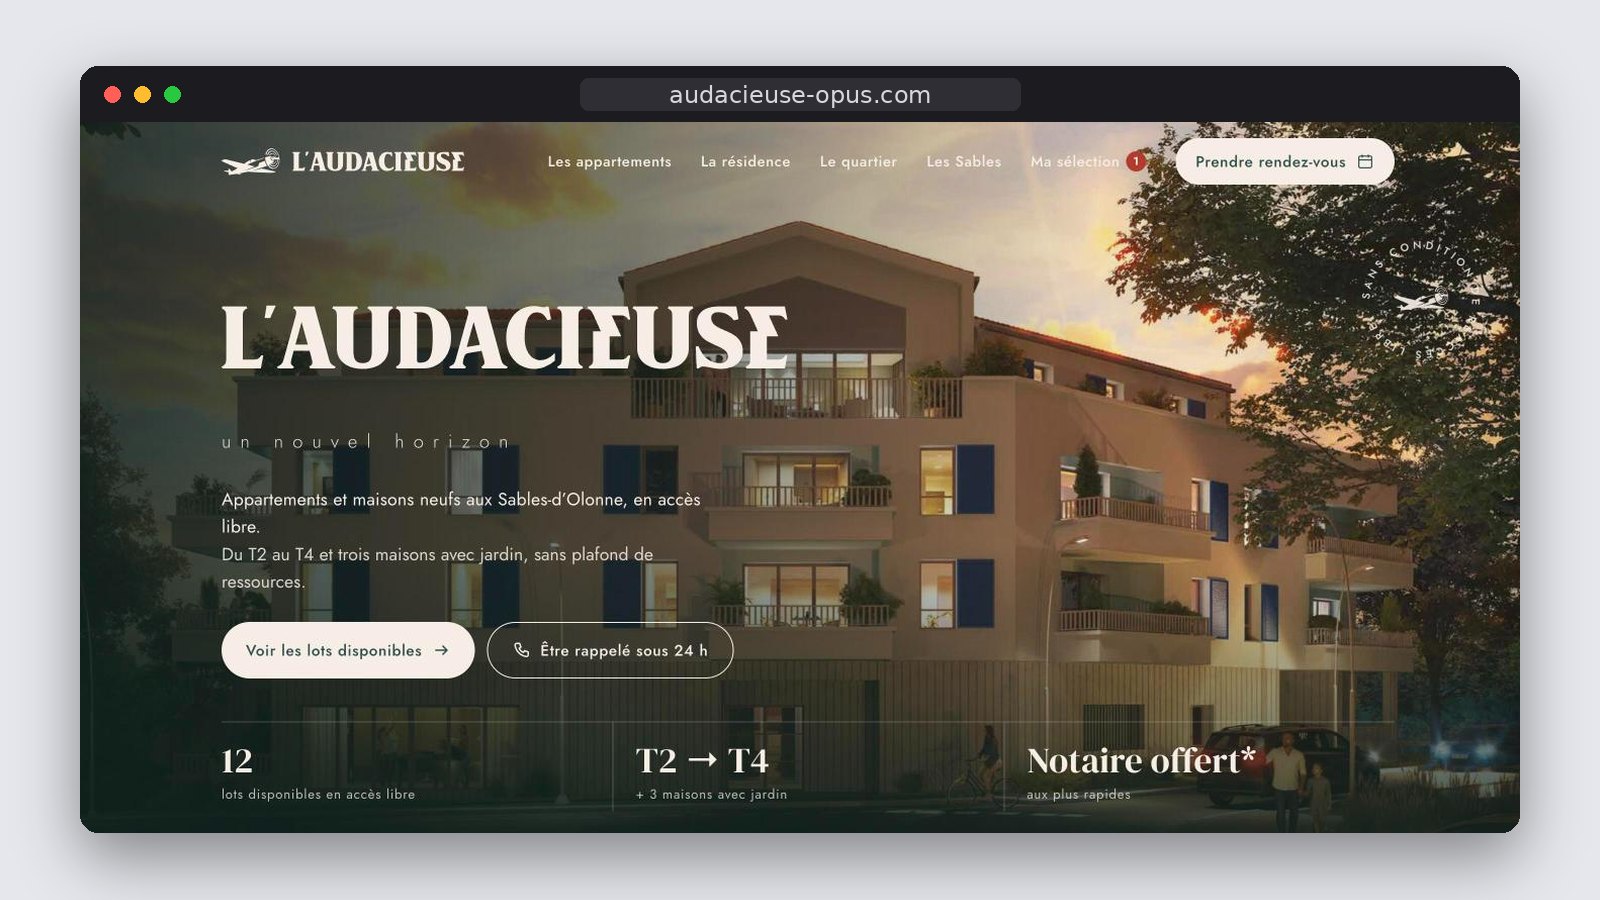 audacieuse-opus.com
L'AUDACIEUSE
Les appartements
La résidence
Le quartier
Les Sables
Ma sélection 1
Prendre rendez-vous
L'AUDACIEUSE
un nouvel horizon
Appartements et maisons neufs aux Sables-d’Olonne, en accès
libre.
Du T2 au T4 et trois maisons avec jardin, sans plafond de
ressources.
Voir les lots disponibles →
Être rappelé sous 24 h
12
lots disponibles en accès libre
T2 → T4
+ 3 maisons avec jardin
Notaire offert*
aux plus rapides
SANS CONDITION